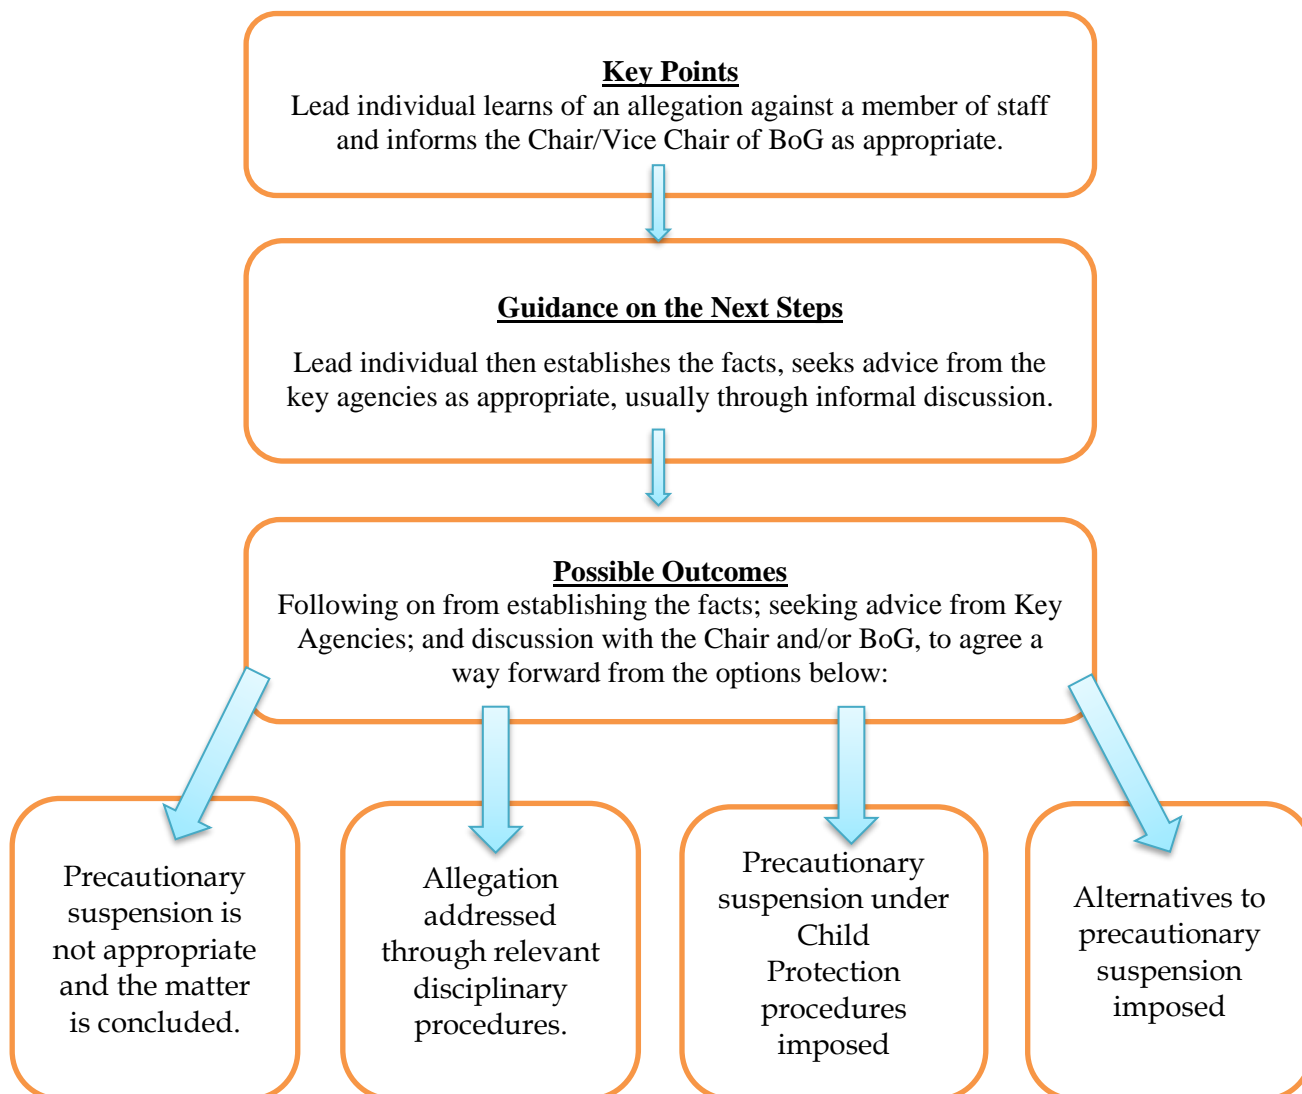 Key Points
Lead individual learns of an allegation against a member of staff
and informs the Chair/Vice Chair of BoG as appropriate.
Guidance on the Next Steps
Lead individual then establishes the facts, seeks advice from the
key agencies as appropriate, usually through informal discussion.
Possible Outcomes
Following on from establishing the facts; seeking advice from Key
Agencies; and discussion with the Chair and/or BoG, to agree a
way forward from the options below:
Precautionary
suspension is
not appropriate
and the matter
is concluded.
Allegation
addressed
through relevant
disciplinary
procedures.
Precautionary
suspension under
Child
Protection
procedures
imposed
Alternatives to
precautionary
suspension
imposed